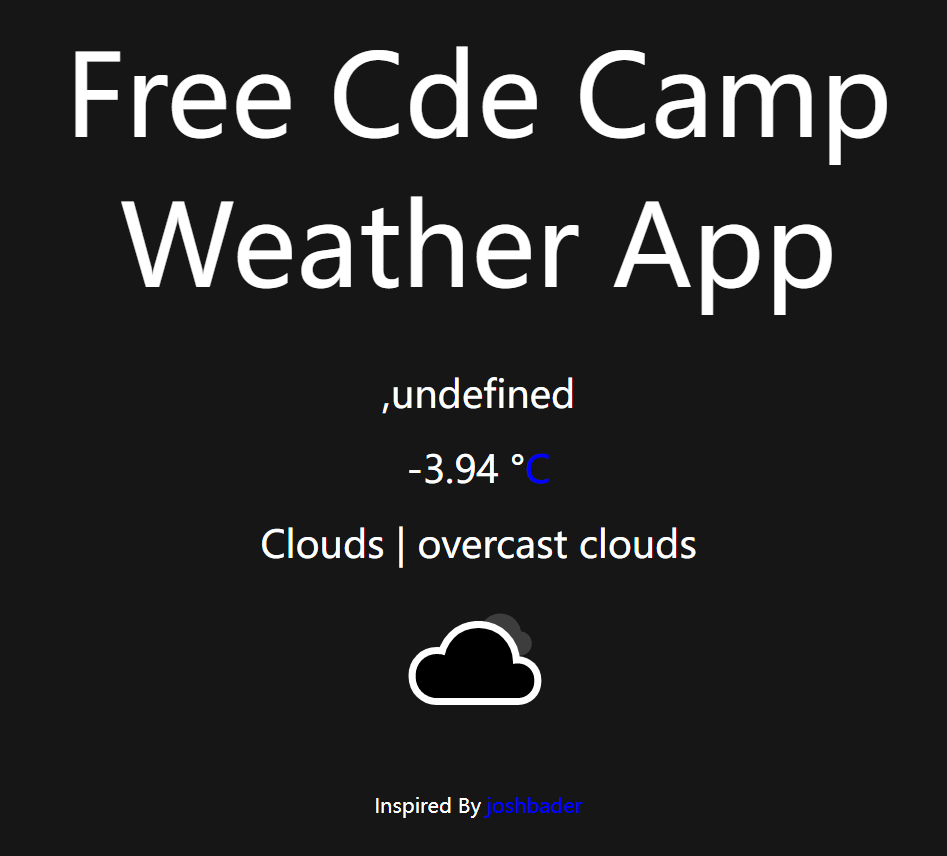 Free Cde Camp
Weather App
,undefined
-3.94 °C
Clouds | overcast clouds
Inspired By joshbader